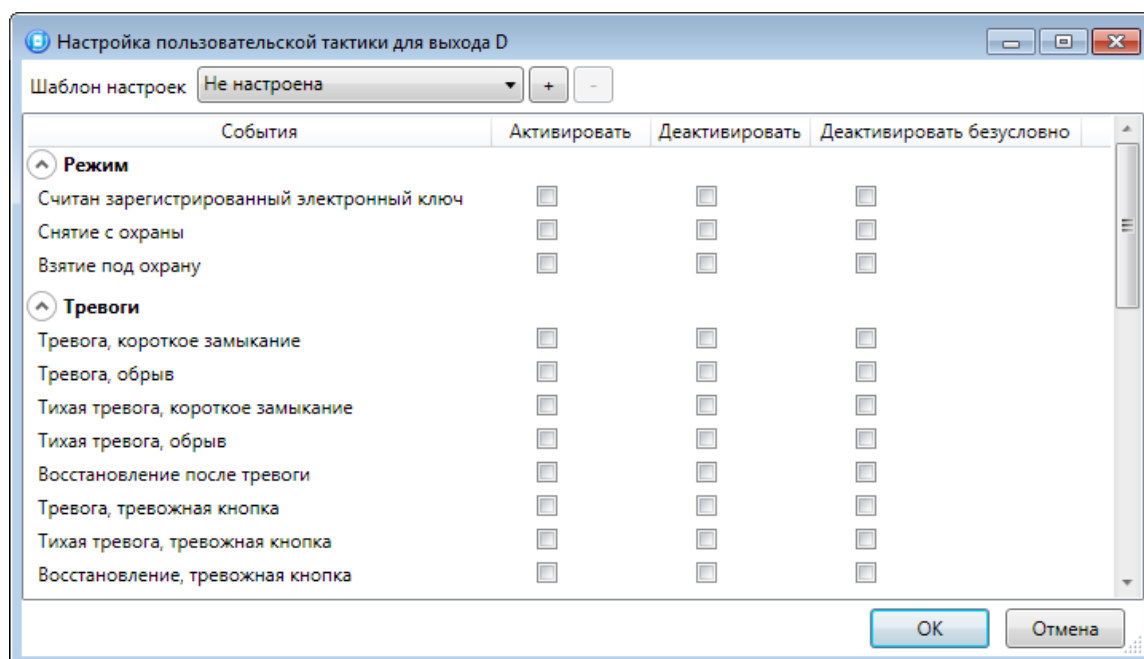 Настройка пользовательской тактики для выхода D
Шаблон настроек Не настроена + -
События Активировать Деактивировать Деактивировать безусловно
Режим
Считан зарегистрированный электронный ключ
Снятие с охраны
Взятие под охрану
Тревоги
Тревога, короткое замыкание
Тревога, обрыв
Тихая тревога, короткое замыкание
Тихая тревога, обрыв
Восстановление после тревоги
Тревога, тревожная кнопка
Тихая тревога, тревожная кнопка
Восстановление, тревожная кнопка
ОК Отмена